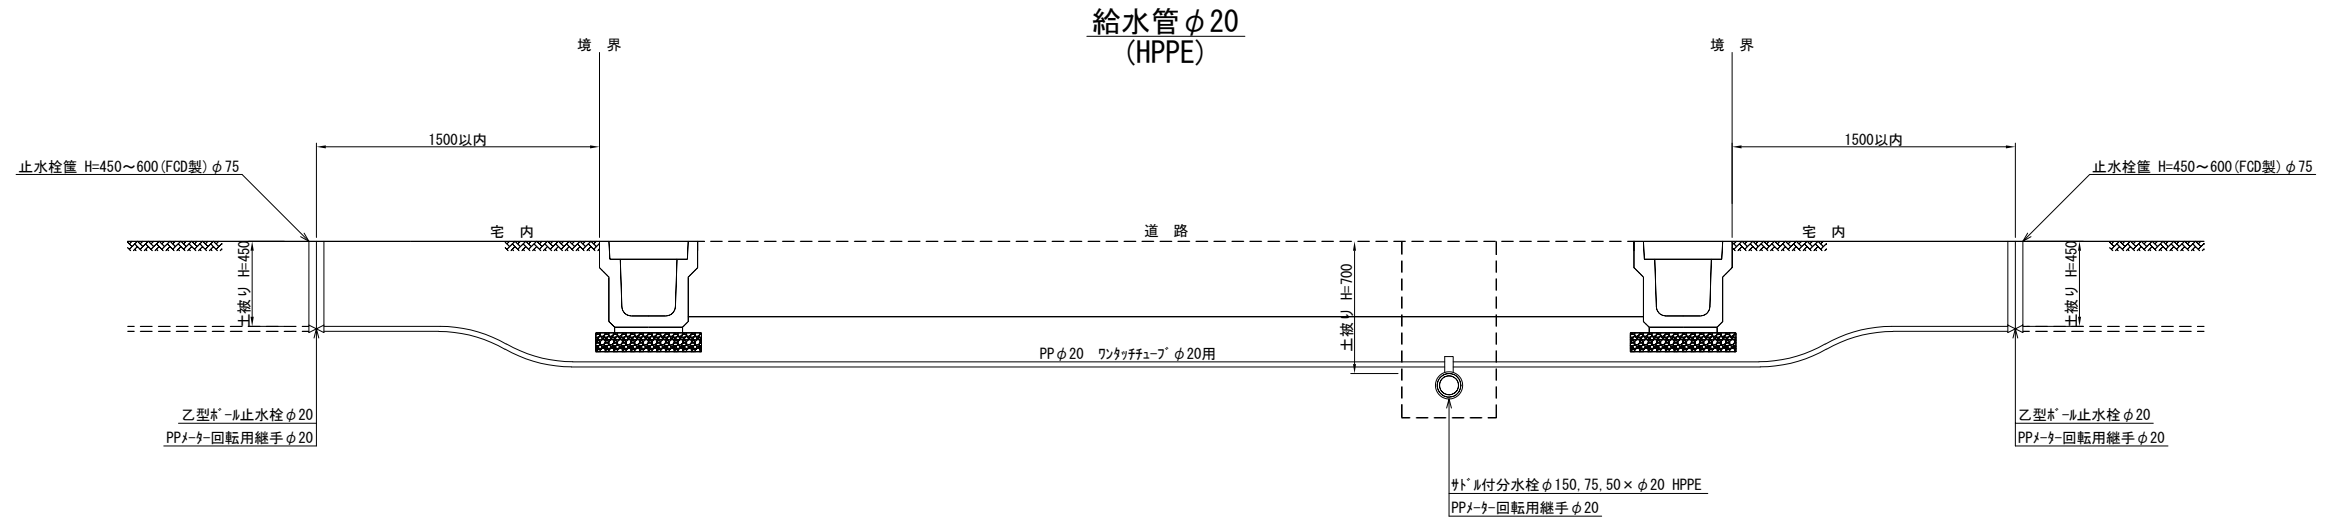 給水管φ20
(HPPE)
境 界
境 界
1500以内
1500以内
止水栓筐 H=450～600(FCD製)φ75
止水栓筐 H=450～600(FCD製)φ75
宅 内
道 路
宅 内
土被り H=450
土被り H=700
土被り H=450
PPφ20 ﾜﾝﾀｯﾁﾁｭｰﾌﾞφ20用
乙型ﾎﾞｰﾙ止水栓φ20
PPﾒｰﾀｰ回転用継手φ20
乙型ﾎﾞｰﾙ止水栓φ20
PPﾒｰﾀｰ回転用継手φ20
ｻﾄﾞﾙ付分水栓φ150,75,50×φ20 HPPE
PPﾒｰﾀｰ回転用継手φ20